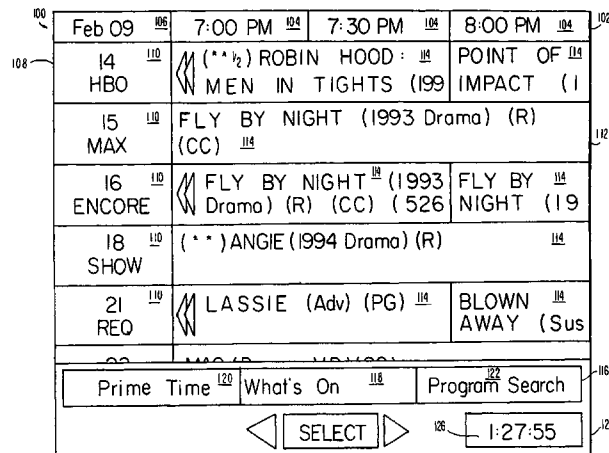 100 Feb 09 106 7:00 PM 104 7:30 PM 104 8:00 PM 104 102
108 14 110 (**½) ROBIN HOOD: 114 POINT OF 114
HBO MEN IN TIGHTS (199 IMPACT (1
15 110 FLY BY NIGHT (1993 Drama) (R) 112
MAX (CC) 114
16 110 FLY BY NIGHT 114 (1993 FLY BY 114
ENCORE Drama) (R) (CC) (526 NIGHT (19
18 110 (**) ANGIE (1994 Drama) (R) 114
SHOW
21 110 LASSIE (Adv) (PG) 114 BLOWN 114
REQ AWAY (Sus
Prime Time 120 What's On 118 Program Search 122 116
SELECT 126 1:27:55 12